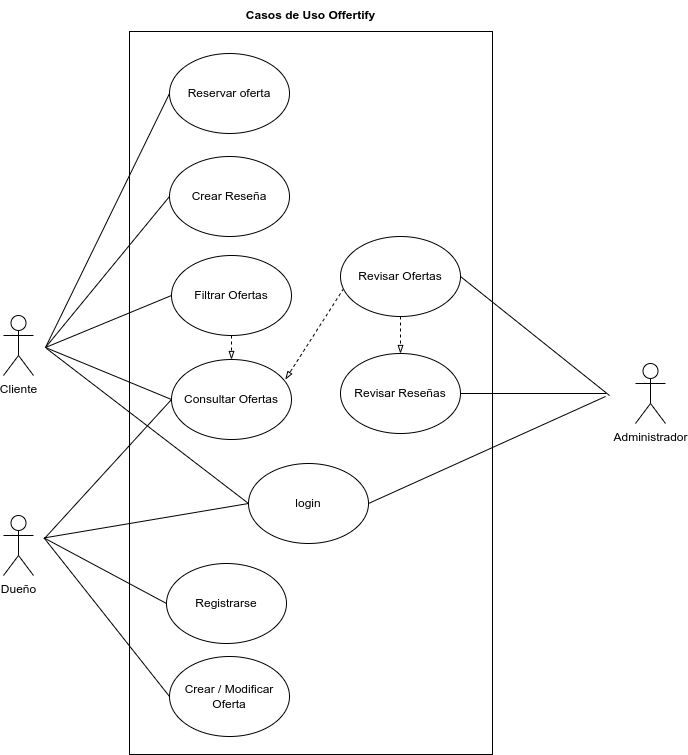 Casos de Uso Offertify
Reservar oferta
Crear Reseña
Revisar Ofertas
Filtrar Ofertas
Cliente
Consultar Ofertas
Revisar Reseñas
Administrador
login
Dueño
Registrarse
Crear / Modificar
Oferta